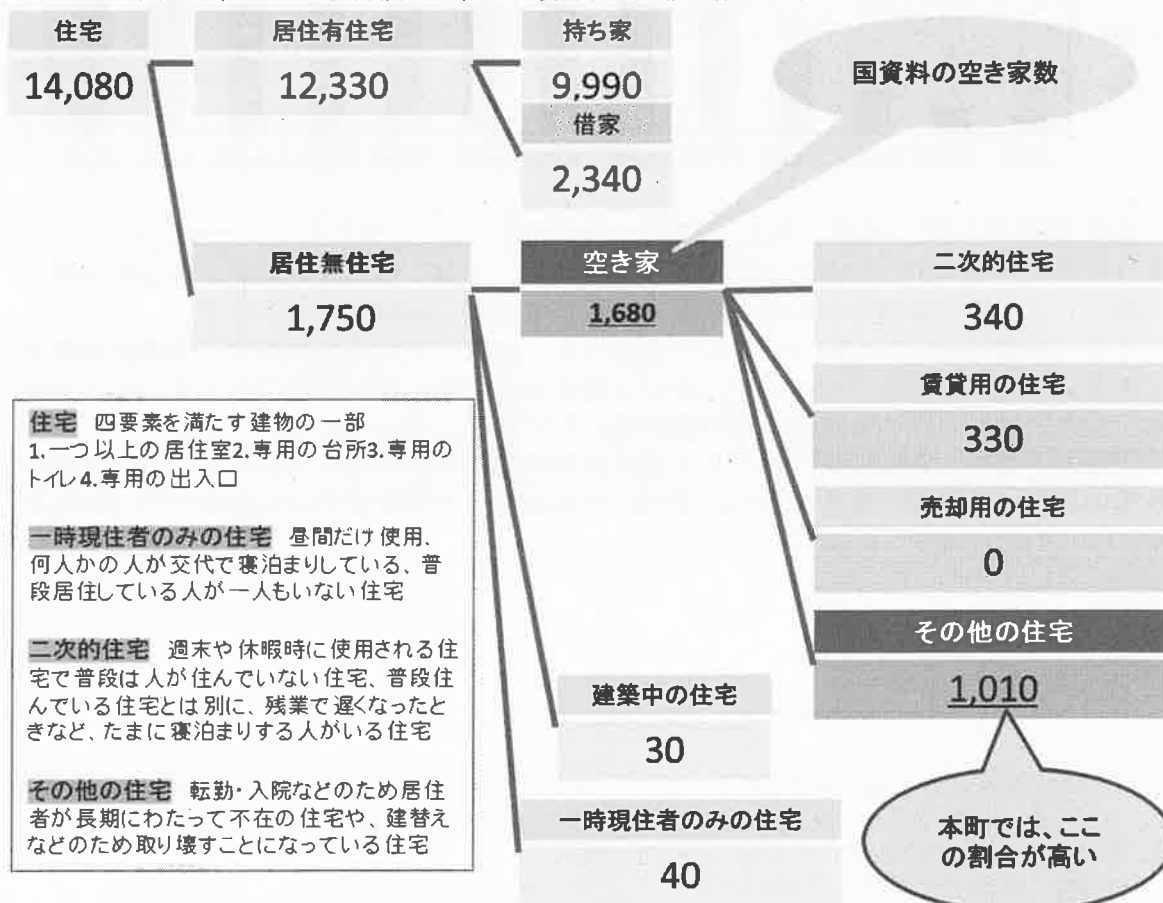 住宅
居住有住宅
持ち家
14,080
12,330
9,990
借家
2,340
国資料の空き家数
居住無住宅
空き家
二次的住宅
1,750
1,680
340
賃貸用の住宅
330
売却用の住宅
0
その他の住宅
1,010
建築中の住宅
30
一時現住者のみの住宅
40
本町では、ここ
の割合が高い
住宅 四要素を満たす建物の一部
1.一つ以上の居住室2.専用の台所3.専用の
トイレ4.専用の出入口
一時現住者のみの住宅 昼間だけ使用、
何人かの人が交代で寝泊まりしている、普
段居住している人が一人もいない住宅
二次的住宅 週末や休暇時に使用される住
宅で普段は人が住んでいない住宅、普段住
んでいる住宅とは別に、残業で遅くなったと
きなど、たまに寝泊まりする人がいる住宅
その他の住宅 転勤・入院などのため居住
者が長期にわたって不在の住宅や、建替え
などのため取り壊すことになっている住宅